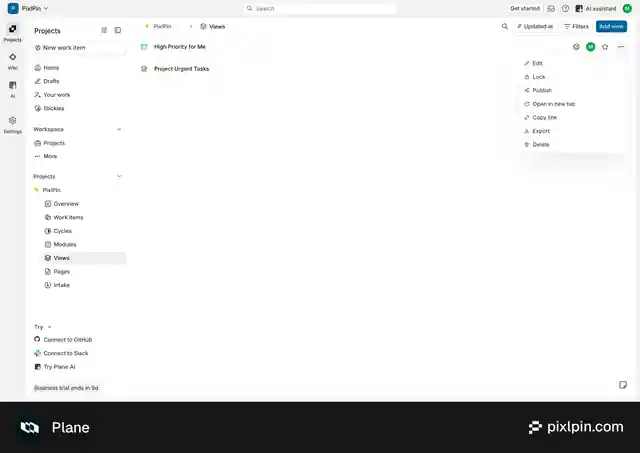 PixlPin
Search
Get started
AI assistant
M
Projects
Wiki
AI
Settings
Projects
New work item
Home
Drafts
Your work
Stickies
Workspace
Projects
More
Projects
PixlPin
Overview
Work items
Cycles
Modules
Views
Pages
Intake
Try
Connect to GitHub
Connect to Slack
Try Plane AI
Business trial ends in 9d
PixlPin > Views
Updated at
Filters
Add view
High Priority for Me
M
Project Urgent Tasks
Edit
Lock
Publish
Open in new tab
Copy link
Export
Delete
Plane
pixlpin.com